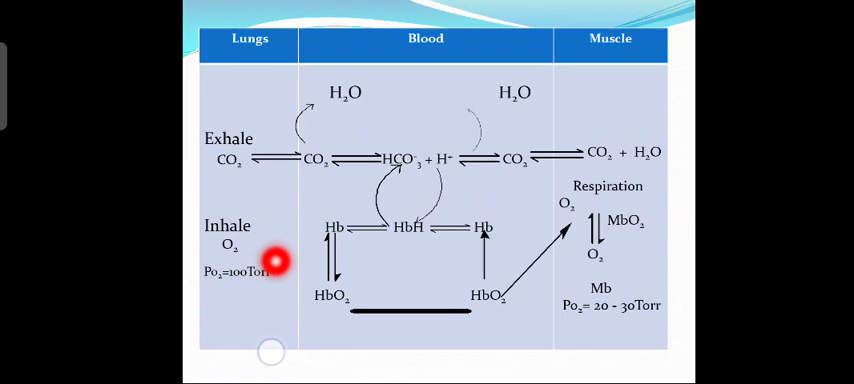 Lungs Blood Muscle
H₂O H₂O
Exhale
CO₂ CO₂ HCO⁻₃ + H⁺ CO₂ CO₂ + H₂O
Respiration
O₂
MbO₂
Inhale Hb HbH Hb
O₂ O₂
Po₂=100Torr
HbO₂ HbO₂ Mb
Po₂= 20 - 30Torr